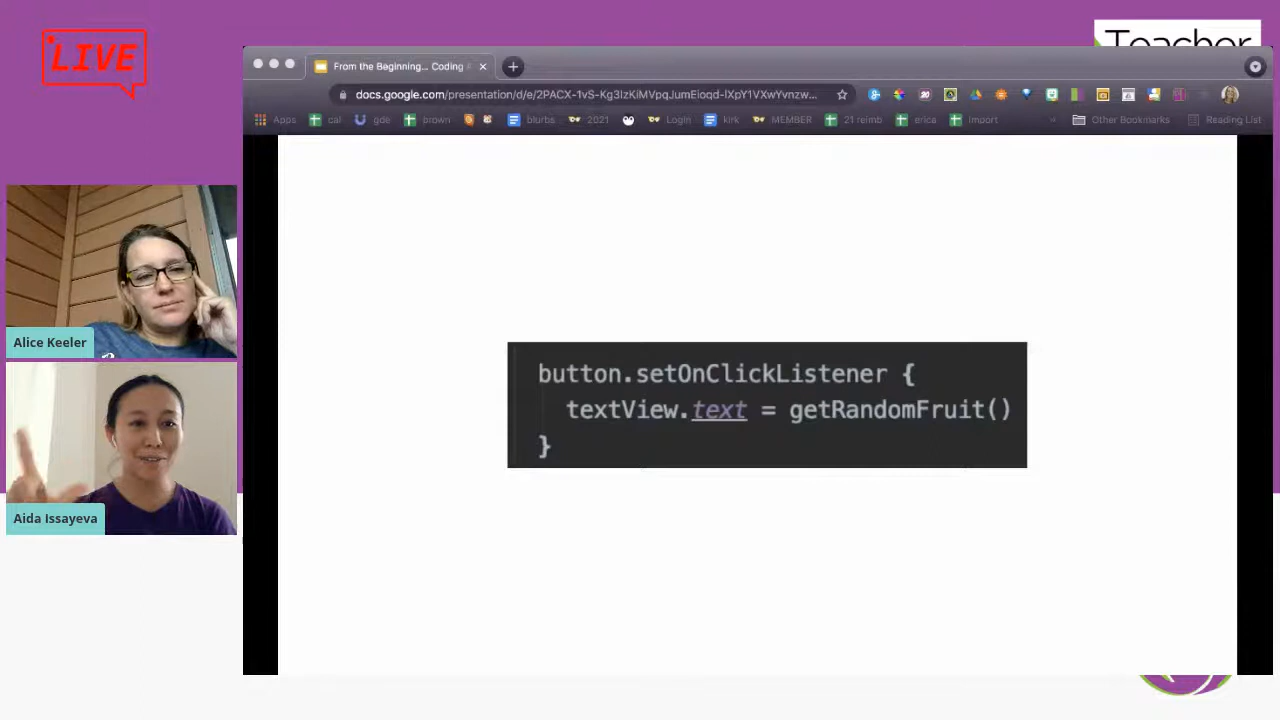 LIVE
Teacher
From the Beginning... Coding
docs.google.com/presentation/d/e/2PACX-1vS-Kg3IzKiMVpqJumEioqd-lXpY1VXwYvnzw...
Apps cal gde brown blurbs 2021 Login kirk MEMBER 21 reimb erica import Other Bookmarks Reading List
button.setOnClickListener {
textView.text = getRandomFruit()
}
Alice Keeler
Aida Issayeva